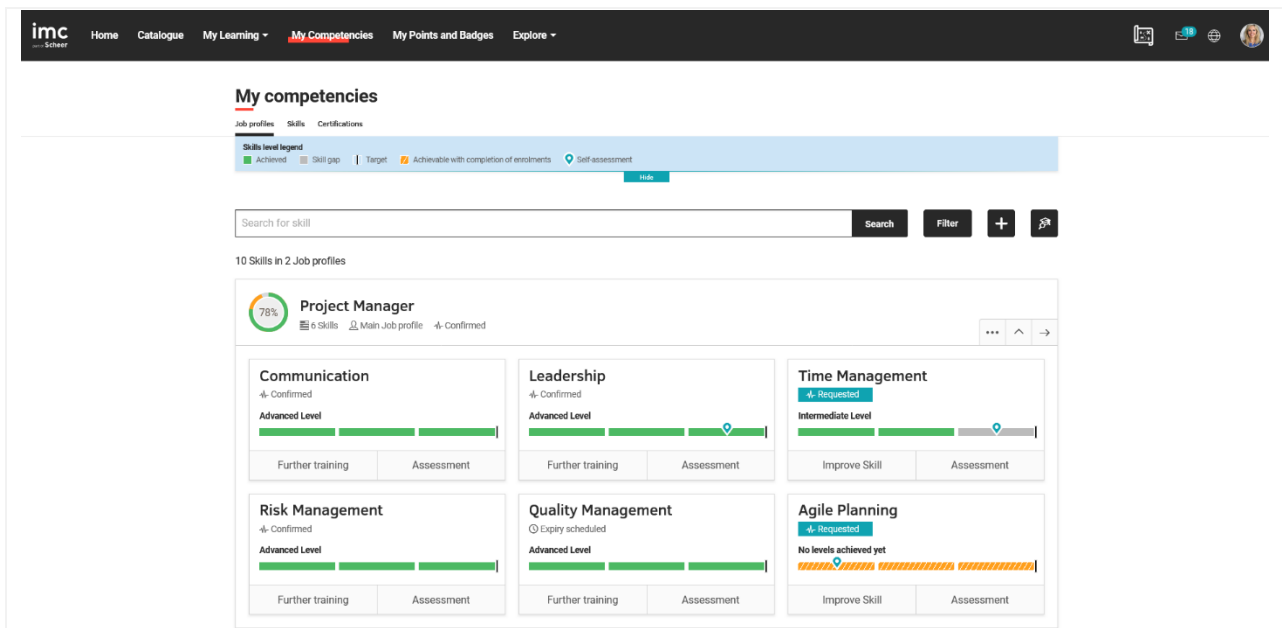 imc
Scheer
Home Catalogue My Learning My Competencies My Points and Badges Explore
18
My competencies
Job profiles Skills Certifications
Skills level legend
Achieved Skill gap Target Achievable with completion of enrolments Self-assessment
Hide
Search for skill Search Filter
10 Skills in 2 Job profiles
78%
Project Manager
6 Skills Main Job profile Confirmed
Communication
Confirmed
Advanced Level
Further training Assessment
Leadership
Confirmed
Advanced Level
Further training Assessment
Time Management
Requested
Intermediate Level
Improve Skill Assessment
Risk Management
Confirmed
Advanced Level
Further training Assessment
Quality Management
Expiry scheduled
Advanced Level
Further training Assessment
Agile Planning
Requested
No levels achieved yet
Improve Skill Assessment